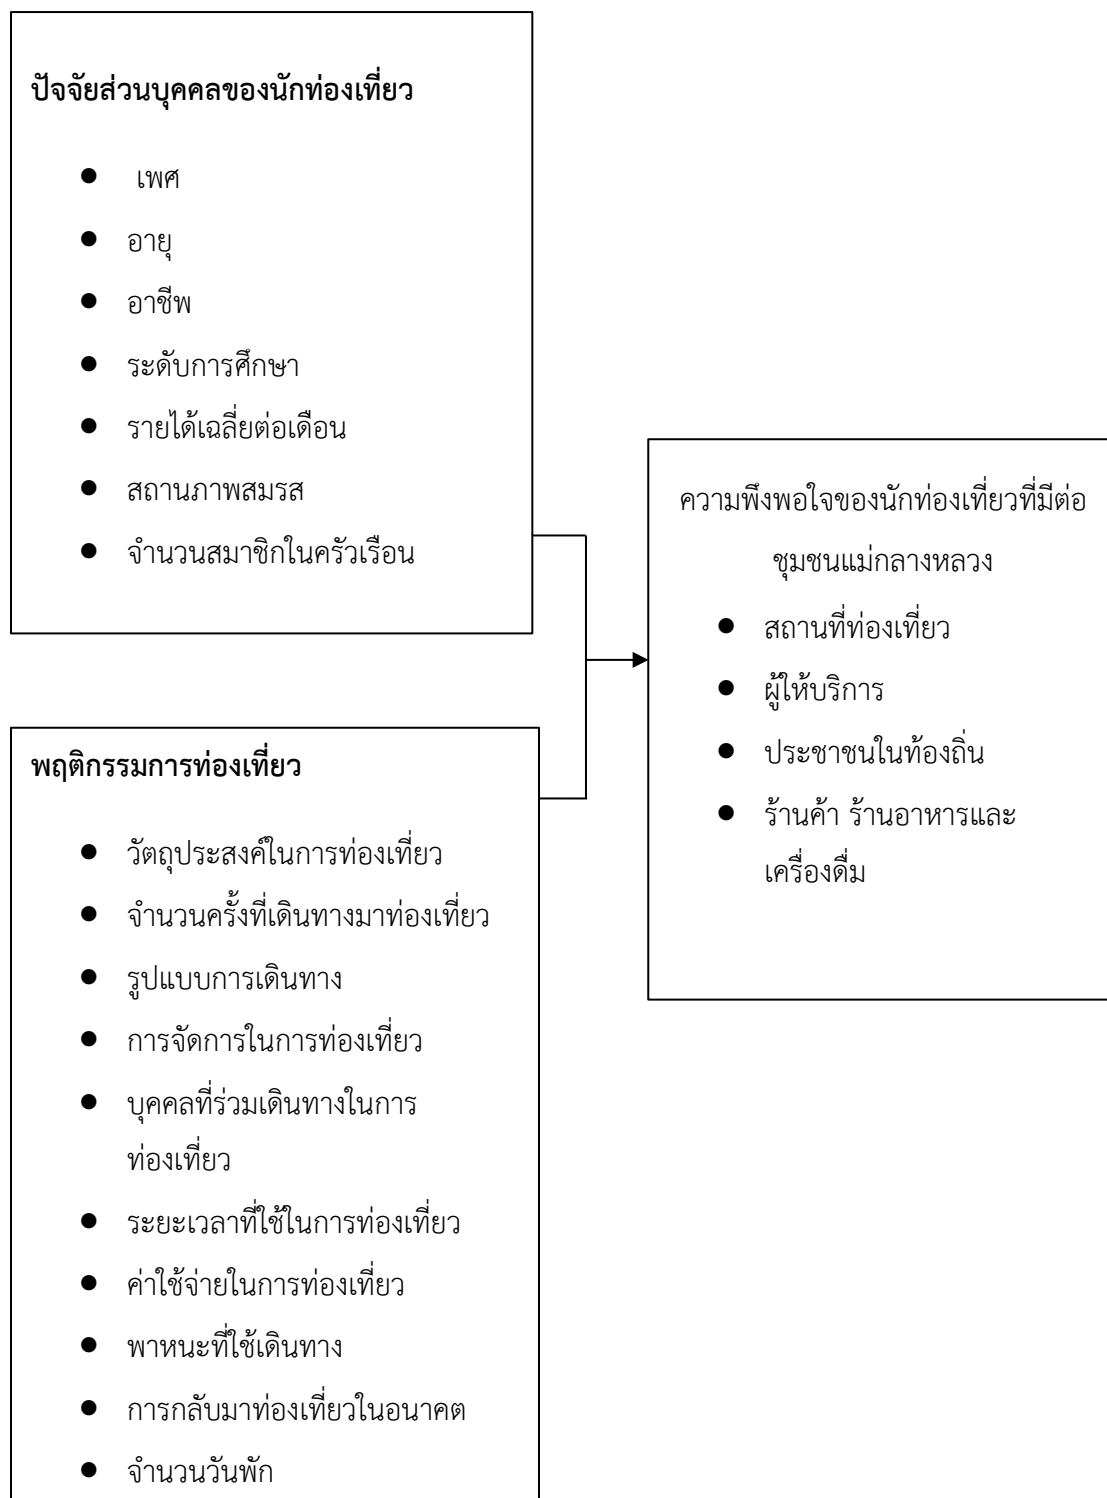 ปัจจัยส่วนบุคคลของนักท่องเที่ยว
● เพศ
● อายุ
● อาชีพ
● ระดับการศึกษา
● รายได้เฉลี่ยต่อเดือน
● สถานภาพสมรส
● จำนวนสมาชิกในครัวเรือน
พฤติกรรมการท่องเที่ยว
● วัตถุประสงค์ในการท่องเที่ยว
● จำนวนครั้งที่เดินทางมาท่องเที่ยว
● รูปแบบการเดินทาง
● การจัดการในการท่องเที่ยว
● บุคคลที่ร่วมเดินทางในการ
ท่องเที่ยว
● ระยะเวลาที่ใช้ในการท่องเที่ยว
● ค่าใช้จ่ายในการท่องเที่ยว
● พาหนะที่ใช้เดินทาง
● การกลับมาท่องเที่ยวในอนาคต
● จำนวนวันพัก
ความพึงพอใจของนักท่องเที่ยวที่มีต่อ
ชุมชนแม่กลางหลวง
● สถานที่ท่องเที่ยว
● ผู้ให้บริการ
● ประชาชนในท้องถิ่น
● ร้านค้า ร้านอาหารและ
เครื่องดื่ม